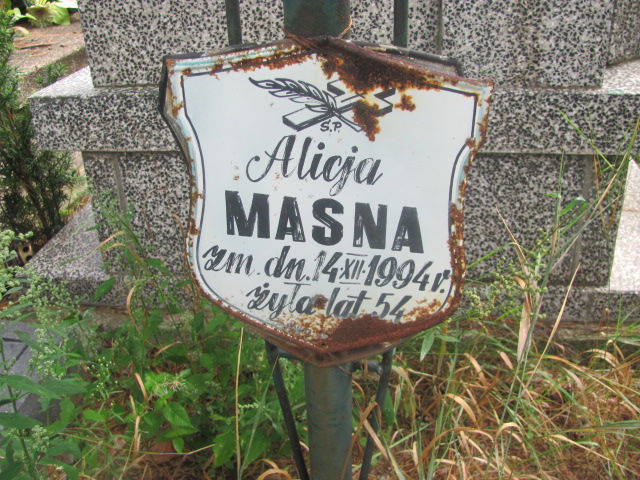 Ś.P.
Alicja
MASNA
zm. dn. 14 XII 1994 r.
żyła lat 54